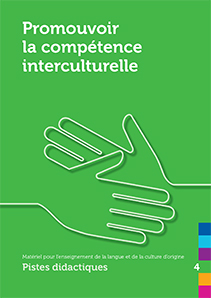 Promouvoir
la compétence
interculturelle
Matériel pour l'enseignement de la langue et de la culture d'origine
Pistes didactiques 4